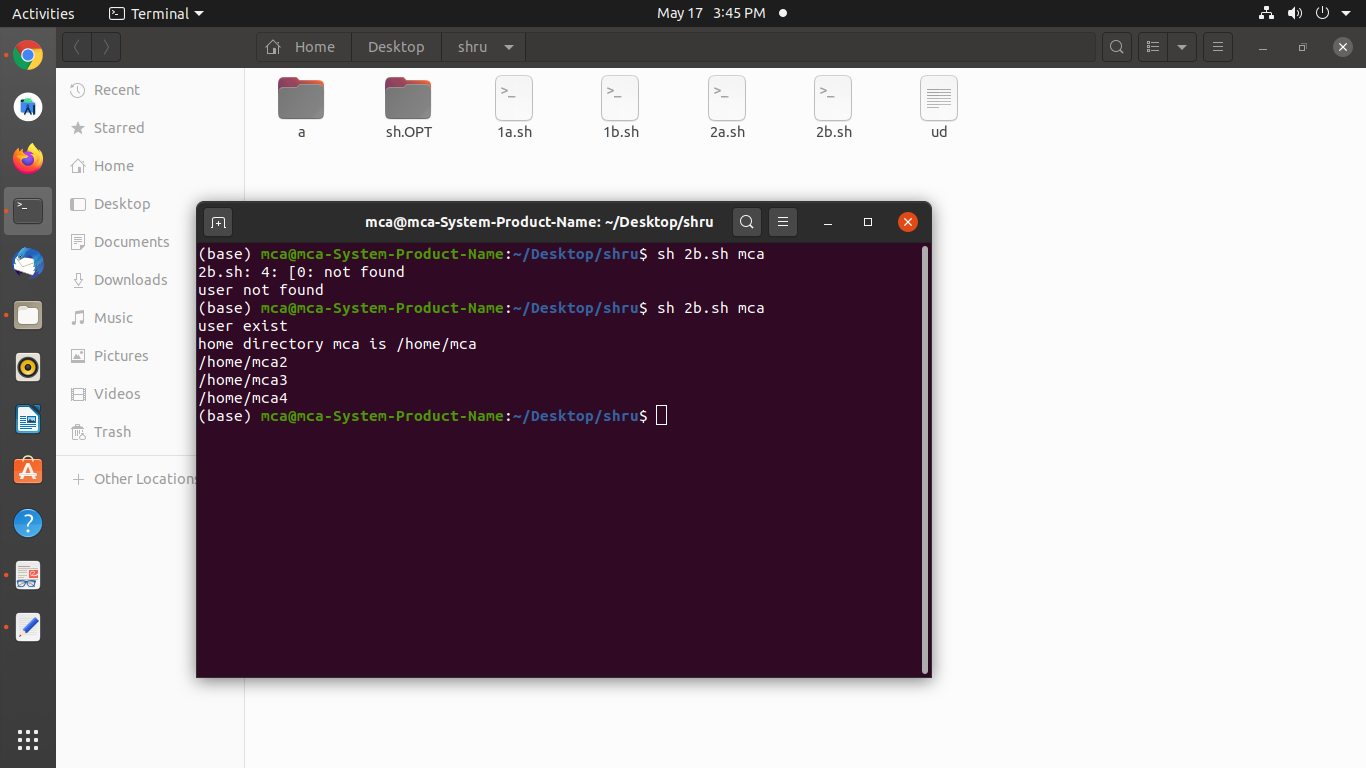 Activities
Terminal
May 17 3:45 PM
Home
Desktop
shru
Recent
Starred
Home
Desktop
Documents
Downloads
Music
Pictures
Videos
Trash
Other Locations
a
sh.OPT
1a.sh
1b.sh
2a.sh
2b.sh
ud
mca@mca-System-Product-Name: ~/Desktop/shru
(base) mca@mca-System-Product-Name:~/Desktop/shru$ sh 2b.sh mca
2b.sh: 4: [0: not found
user not found
(base) mca@mca-System-Product-Name:~/Desktop/shru$ sh 2b.sh mca
user exist
home directory mca is /home/mca
/home/mca2
/home/mca3
/home/mca4
(base) mca@mca-System-Product-Name:~/Desktop/shru$